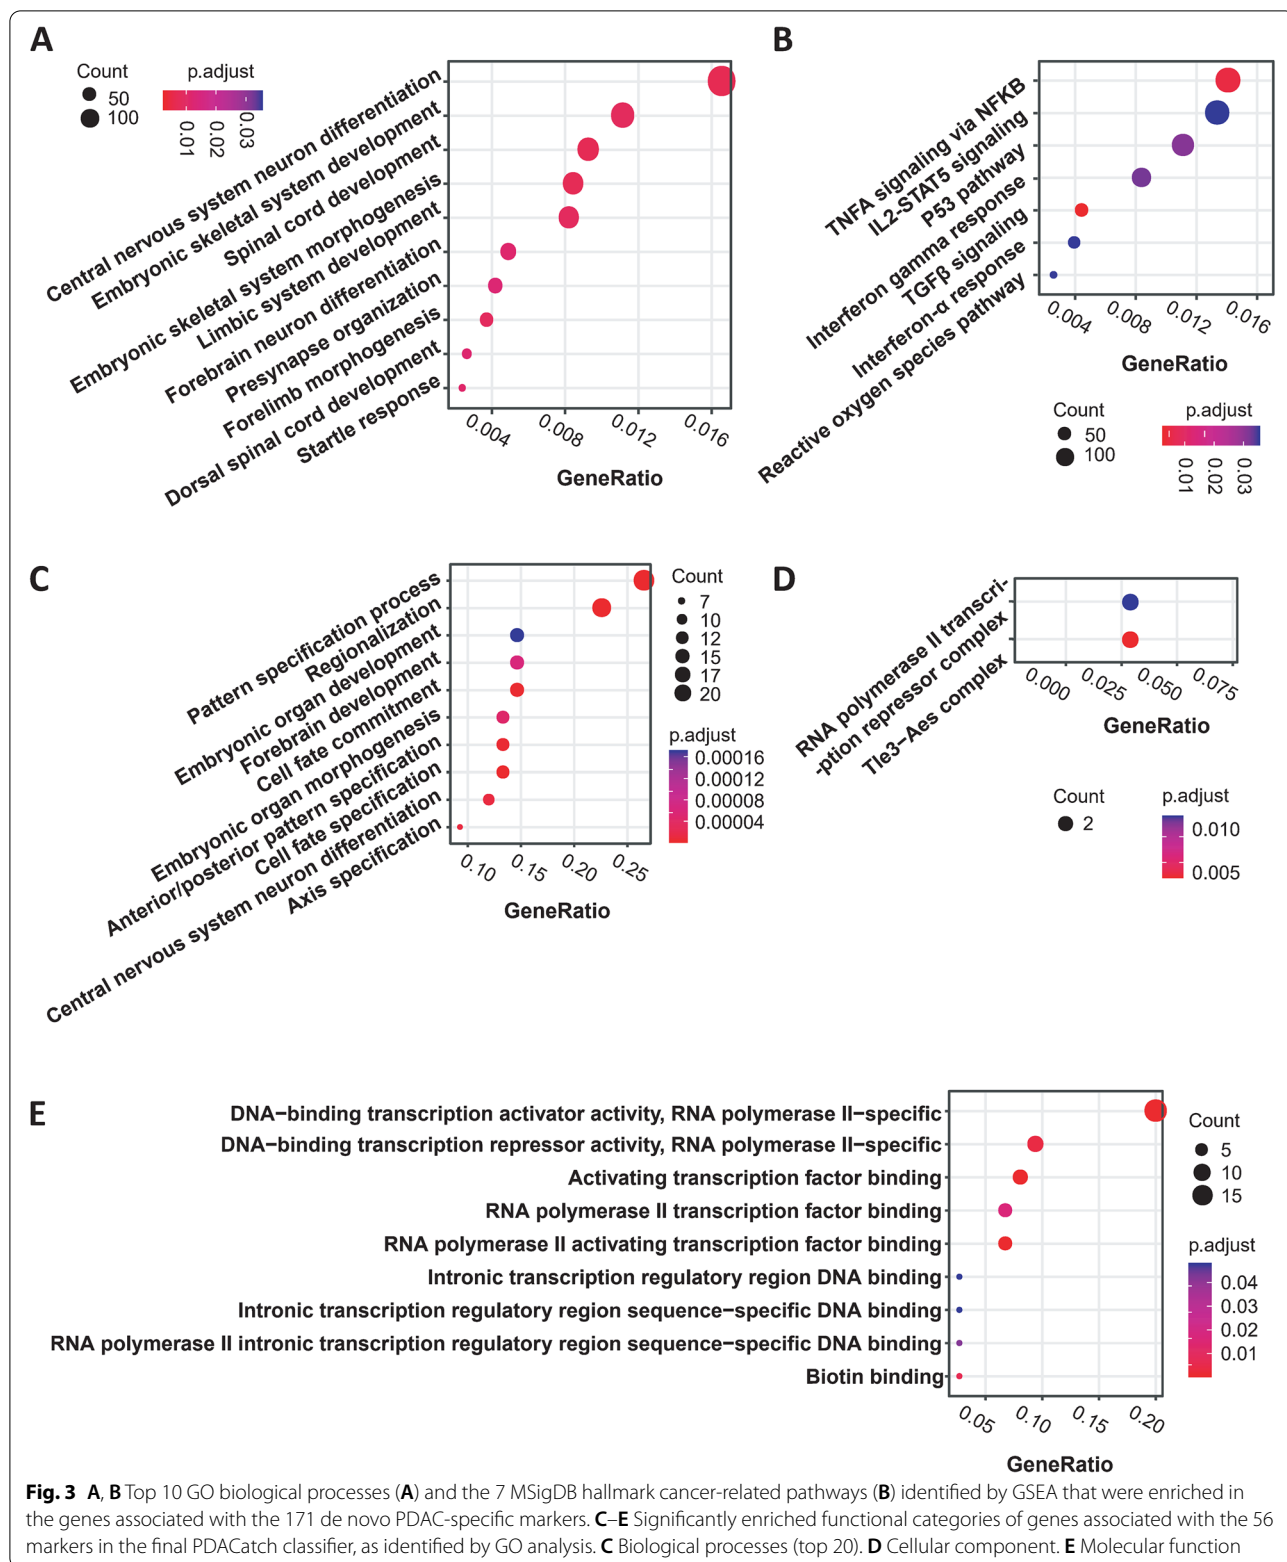 A
Count
50
100
p.adjust
0.01
0.02
0.03
Central nervous system neuron differentiation
Embryonic skeletal system development
Spinal cord development
Embryonic skeletal system morphogenesis
Limbic system development
Forebrain neuron differentiation
Presynapse organization
Forelimb morphogenesis
Dorsal spinal cord development
Startle response
0.004
0.008
0.012
0.016
GeneRatio
B
TNFA signaling via NFKB
IL2-STAT5 signaling
P53 pathway
Interferon gamma response
TGFβ signaling
Interferon-α response
Reactive oxygen species pathway
0.004
0.008
0.012
0.016
GeneRatio
Count
50
100
p.adjust
0.01
0.02
0.03
C
Pattern specification process
Regionalization
Embryonic organ development
Forebrain development
Cell fate commitment
Embryonic organ morphogenesis
Anterior/posterior pattern specification
Cell fate specification
Central nervous system neuron differentiation
Axis specification
0.10
0.15
0.20
0.25
GeneRatio
Count
7
10
12
15
17
20
p.adjust
0.00016
0.00012
0.00008
0.00004
D
RNA polymerase II transcri-
-ption repressor complex
Tle3−Aes complex
0.000
0.025
0.050
0.075
GeneRatio
Count
2
p.adjust
0.010
0.005
E
DNA−binding transcription activator activity, RNA polymerase II−specific
DNA−binding transcription repressor activity, RNA polymerase II−specific
Activating transcription factor binding
RNA polymerase II transcription factor binding
RNA polymerase II activating transcription factor binding
Intronic transcription regulatory region DNA binding
Intronic transcription regulatory region sequence−specific DNA binding
RNA polymerase II intronic transcription regulatory region sequence−specific DNA binding
Biotin binding
0.05
0.10
0.15
0.20
GeneRatio
Count
5
10
15
p.adjust
0.04
0.03
0.02
0.01
Fig. 3 A, B Top 10 GO biological processes (A) and the 7 MSigDB hallmark cancer-related pathways (B) identified by GSEA that were enriched in
the genes associated with the 171 de novo PDAC-specific markers. C–E Significantly enriched functional categories of genes associated with the 56
markers in the final PDACatch classifier, as identified by GO analysis. C Biological processes (top 20). D Cellular component. E Molecular function